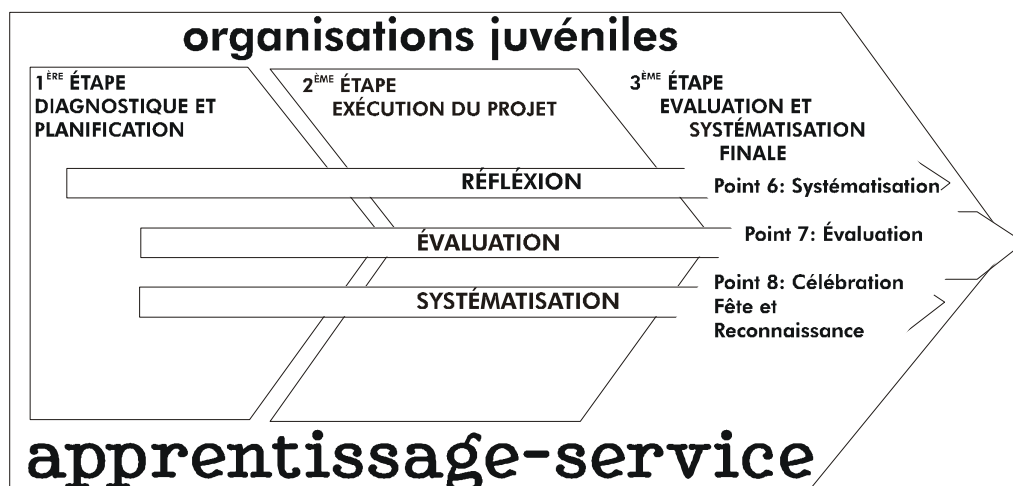 organisations juvéniles
1ÈRE ÉTAPE
DIAGNOSTIQUE ET
PLANIFICATION
2ÈME ÉTAPE
EXÉCUTION DU PROJET
3ÈME ÉTAPE
EVALUATION ET
SYSTÉMATISATION
FINALE
RÉFLÉXION
Point 6: Systématisation
ÉVALUATION
Point 7: Évaluation
SYSTÉMATISATION
Point 8: Célébration
Fête et
Reconnaissance
apprentissage-service